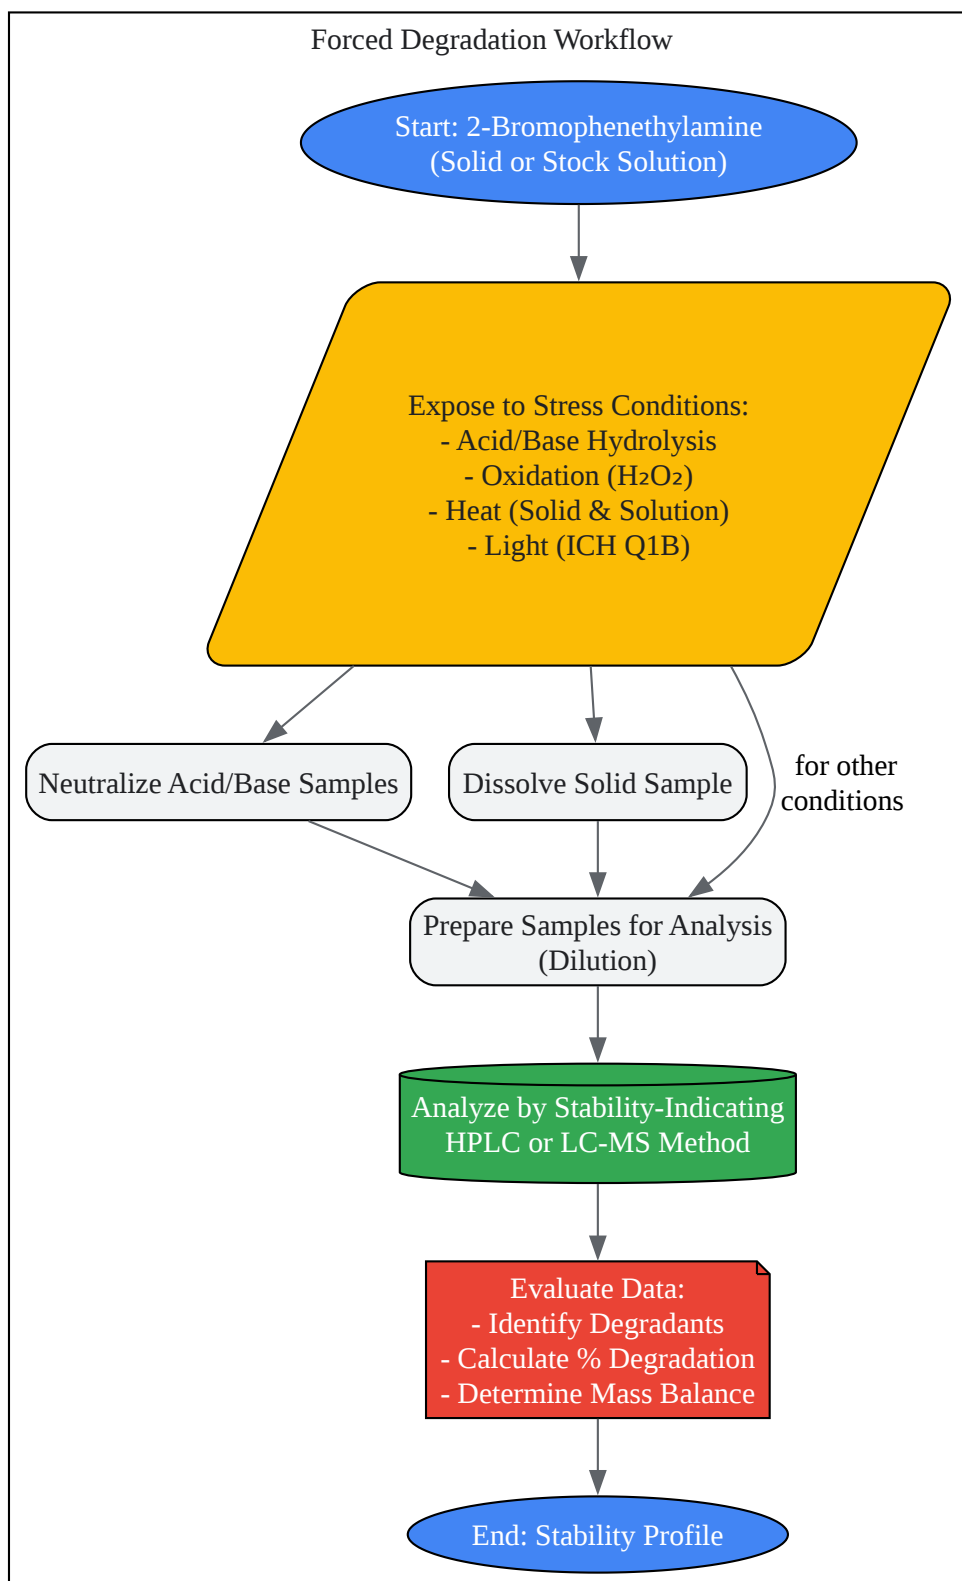 Forced Degradation Workflow
Start: 2-Bromophenethylamine
(Solid or Stock Solution)
Expose to Stress Conditions:
- Acid/Base Hydrolysis
- Oxidation (H₂O₂)
- Heat (Solid & Solution)
- Light (ICH Q1B)
Neutralize Acid/Base Samples
Dissolve Solid Sample
for other
conditions
Prepare Samples for Analysis
(Dilution)
Analyze by Stability-Indicating
HPLC or LC-MS Method
Evaluate Data:
- Identify Degradants
- Calculate % Degradation
- Determine Mass Balance
End: Stability Profile